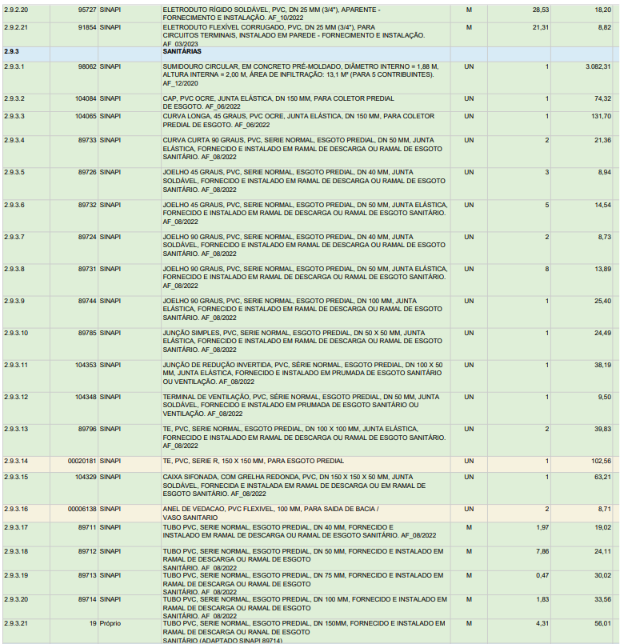 2.9.2.20 95727 SINAPI ELETRODUTO RÍGIDO SOLDÁVEL, PVC, DN 25 MM (3/4"), APARENTE - M 28,53 18,20
FORNECIMENTO E INSTALAÇÃO. AF_10/2022
2.9.2.21 91854 SINAPI ELETRODUTO FLEXÍVEL CORRUGADO, PVC, DN 25 MM (3/4"), PARA M 21,31 8,82
CIRCUITOS TERMINAIS, INSTALADO EM PAREDE - FORNECIMENTO E INSTALAÇÃO.
AF_03/2023
2.9.3 SANITÁRIAS
2.9.3.1 98062 SINAPI SUMIDOURO CIRCULAR, EM CONCRETO PRÉ-MOLDADO, DIÂMETRO INTERNO = 1,88 M, UN 1 3.082,31
ALTURA INTERNA = 2,00 M, ÁREA DE INFILTRAÇÃO: 13,1 M² (PARA 5 CONTRIBUINTES).
AF_12/2020
2.9.3.2 104084 SINAPI CAP, PVC OCRE, JUNTA ELÁSTICA, DN 150 MM, PARA COLETOR PREDIAL UN 1 74,32
DE ESGOTO. AF_06/2022
2.9.3.3 104065 SINAPI CURVA LONGA, 45 GRAUS, PVC OCRE, JUNTA ELÁSTICA, DN 150 MM, PARA COLETOR UN 1 131,70
PREDIAL DE ESGOTO. AF_06/2022
2.9.3.4 89733 SINAPI CURVA CURTA 90 GRAUS, PVC, SERIE NORMAL, ESGOTO PREDIAL, DN 50 MM, JUNTA UN 2 21,36
ELÁSTICA, FORNECIDO E INSTALADO EM RAMAL DE DESCARGA OU RAMAL DE ESGOTO
SANITÁRIO. AF_08/2022
2.9.3.5 89726 SINAPI JOELHO 45 GRAUS, PVC, SERIE NORMAL, ESGOTO PREDIAL, DN 40 MM, JUNTA UN 3 8,94
SOLDÁVEL, FORNECIDO E INSTALADO EM RAMAL DE DESCARGA OU RAMAL DE ESGOTO
SANITÁRIO. AF_08/2022
2.9.3.6 89732 SINAPI JOELHO 45 GRAUS, PVC, SERIE NORMAL, ESGOTO PREDIAL, DN 50 MM, JUNTA ELÁSTICA, UN 5 14,54
FORNECIDO E INSTALADO EM RAMAL DE DESCARGA OU RAMAL DE ESGOTO SANITÁRIO.
AF_08/2022
2.9.3.7 89724 SINAPI JOELHO 90 GRAUS, PVC, SERIE NORMAL, ESGOTO PREDIAL, DN 40 MM, JUNTA UN 2 8,73
SOLDÁVEL, FORNECIDO E INSTALADO EM RAMAL DE DESCARGA OU RAMAL DE ESGOTO
SANITÁRIO. AF_08/2022
2.9.3.8 89731 SINAPI JOELHO 90 GRAUS, PVC, SERIE NORMAL, ESGOTO PREDIAL, DN 50 MM, JUNTA ELÁSTICA, UN 8 13,89
FORNECIDO E INSTALADO EM RAMAL DE DESCARGA OU RAMAL DE ESGOTO SANITÁRIO.
AF_08/2022
2.9.3.9 89744 SINAPI JOELHO 90 GRAUS, PVC, SERIE NORMAL, ESGOTO PREDIAL, DN 100 MM, JUNTA UN 1 25,40
ELÁSTICA, FORNECIDO E INSTALADO EM RAMAL DE DESCARGA OU RAMAL DE ESGOTO
SANITÁRIO. AF_08/2022
2.9.3.10 89785 SINAPI JUNÇÃO SIMPLES, PVC, SERIE NORMAL, ESGOTO PREDIAL, DN 50 X 50 MM, JUNTA UN 1 24,49
ELÁSTICA, FORNECIDO E INSTALADO EM RAMAL DE DESCARGA OU RAMAL DE ESGOTO
SANITÁRIO. AF_08/2022
2.9.3.11 104353 SINAPI JUNÇÃO DE REDUÇÃO INVERTIDA, PVC, SÉRIE NORMAL, ESGOTO PREDIAL, DN 100 X 50 UN 1 38,19
MM, JUNTA ELÁSTICA, FORNECIDO E INSTALADO EM PRUMADA DE ESGOTO SANITÁRIO
OU VENTILAÇÃO. AF_08/2022
2.9.3.12 104348 SINAPI TERMINAL DE VENTILAÇÃO, PVC, SÉRIE NORMAL, ESGOTO PREDIAL, DN 50 MM, JUNTA UN 1 9,50
SOLDÁVEL, FORNECIDO E INSTALADO EM PRUMADA DE ESGOTO SANITÁRIO OU
VENTILAÇÃO. AF_08/2022
2.9.3.13 89796 SINAPI TE, PVC, SERIE NORMAL, ESGOTO PREDIAL, DN 100 X 100 MM, JUNTA ELÁSTICA, UN 2 39,83
FORNECIDO E INSTALADO EM RAMAL DE DESCARGA OU RAMAL DE ESGOTO SANITÁRIO.
AF_08/2022
2.9.3.14 00020181 SINAPI TE, PVC, SERIE R, 150 X 150 MM, PARA ESGOTO PREDIAL UN 1 102,56
2.9.3.15 104329 SINAPI CAIXA SIFONADA, COM GRELHA REDONDA, PVC, DN 150 X 150 X 50 MM, JUNTA UN 1 63,21
SOLDÁVEL, FORNECIDA E INSTALADA EM RAMAL DE DESCARGA OU EM RAMAL DE
ESGOTO SANITÁRIO. AF_08/2022
2.9.3.16 00006138 SINAPI ANEL DE VEDACAO, PVC FLEXIVEL, 100 MM, PARA SAIDA DE BACIA / UN 2 8,71
VASO SANITARIO
2.9.3.17 89711 SINAPI TUBO PVC, SERIE NORMAL, ESGOTO PREDIAL, DN 40 MM, FORNECIDO E M 1,97 19,02
INSTALADO EM RAMAL DE DESCARGA OU RAMAL DE ESGOTO SANITÁRIO. AF_08/2022
2.9.3.18 89712 SINAPI TUBO PVC, SERIE NORMAL, ESGOTO PREDIAL, DN 50 MM, FORNECIDO E INSTALADO EM M 7,86 24,11
RAMAL DE DESCARGA OU RAMAL DE ESGOTO
SANITÁRIO. AF_08/2022
2.9.3.19 89713 SINAPI TUBO PVC, SERIE NORMAL, ESGOTO PREDIAL, DN 75 MM, FORNECIDO E INSTALADO EM M 0,47 30,02
RAMAL DE DESCARGA OU RAMAL DE ESGOTO
SANITÁRIO. AF_08/2022
2.9.3.20 89714 SINAPI TUBO PVC, SERIE NORMAL, ESGOTO PREDIAL, DN 100 MM, FORNECIDO E INSTALADO EM M 1,83 33,56
RAMAL DE DESCARGA OU RAMAL DE ESGOTO
SANITÁRIO. AF_08/2022
2.9.3.21 19 Próprio TUBO PVC, SERIE NORMAL, ESGOTO PREDIAL, DN 150MM, FORNECIDO E INSTALADO EM M 4,31 56,01
RAMAL DE DESCARGA OU RANAL DE ESGOTO
SANITÁRIO (ADAPTADO SINAPI 89714)